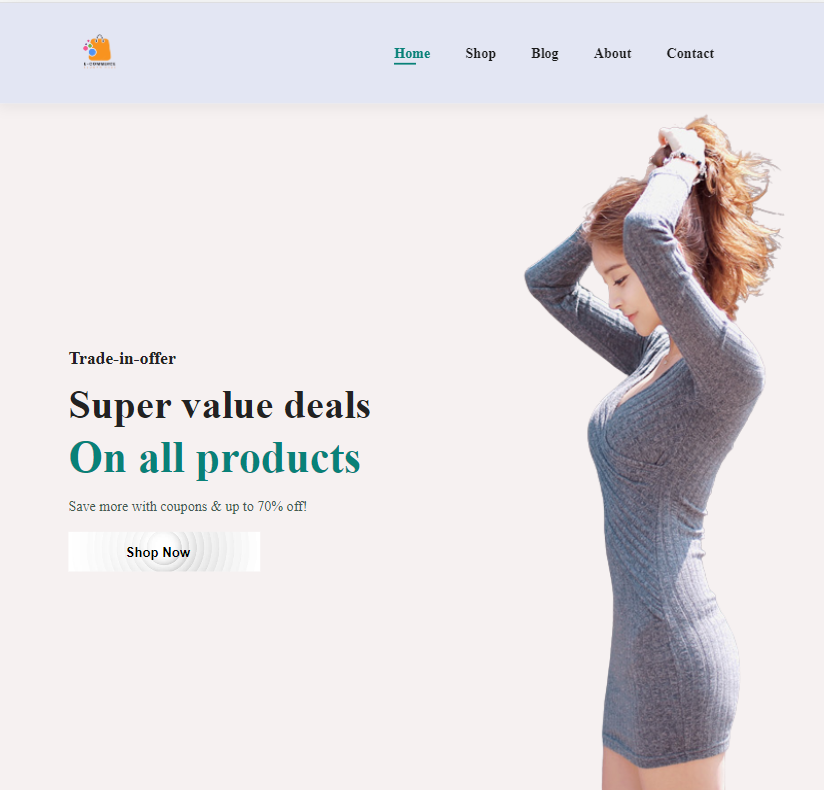 E-COMMERCE
Home Shop Blog About Contact
Trade-in-offer
Super value deals
On all products
Save more with coupons & up to 70% off!
Shop Now